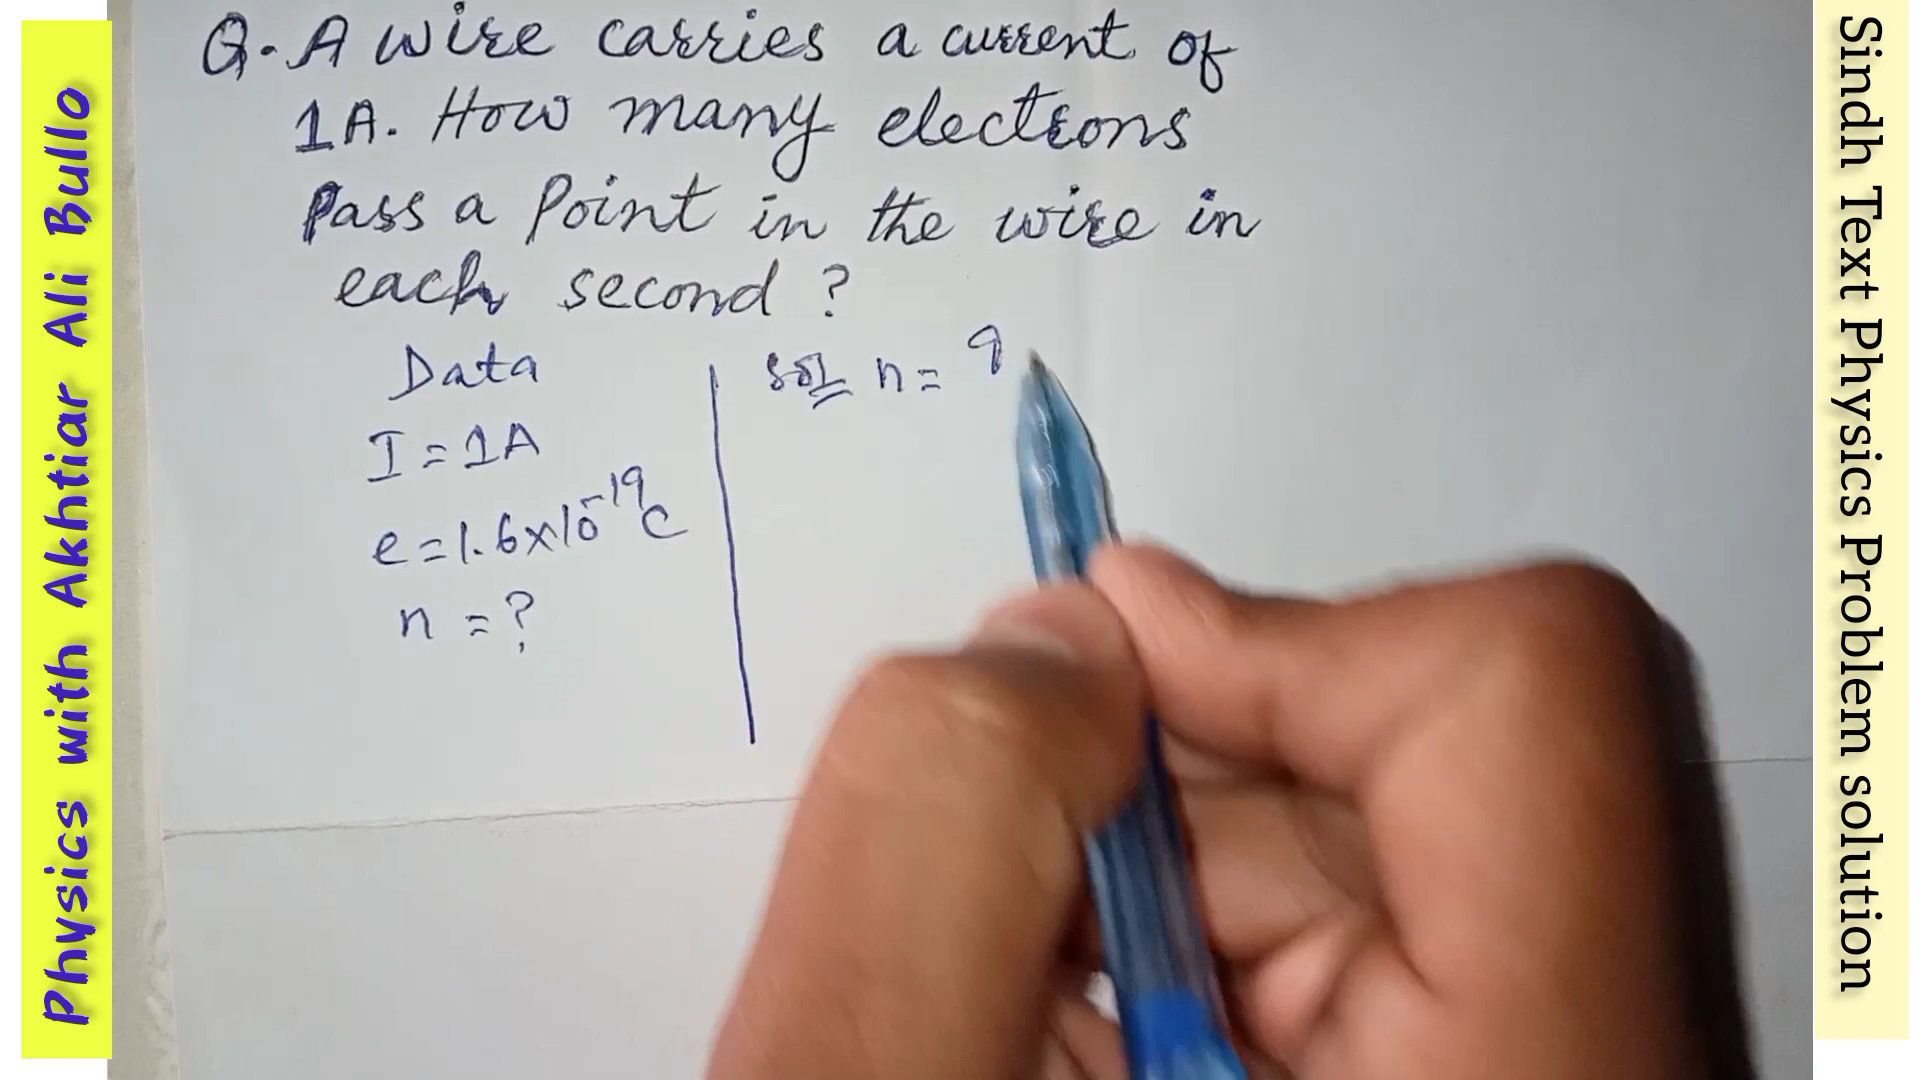 Physics with Akhtiar Ali Bullo
Q. A wire carries a current of
1A. How many electrons
Pass a Point in the wire in
each second ?
Data
I = 1A
e = 1.6×10⁻¹⁹C
n = ?
sol n = q
Sindh Text Physics Problem solution